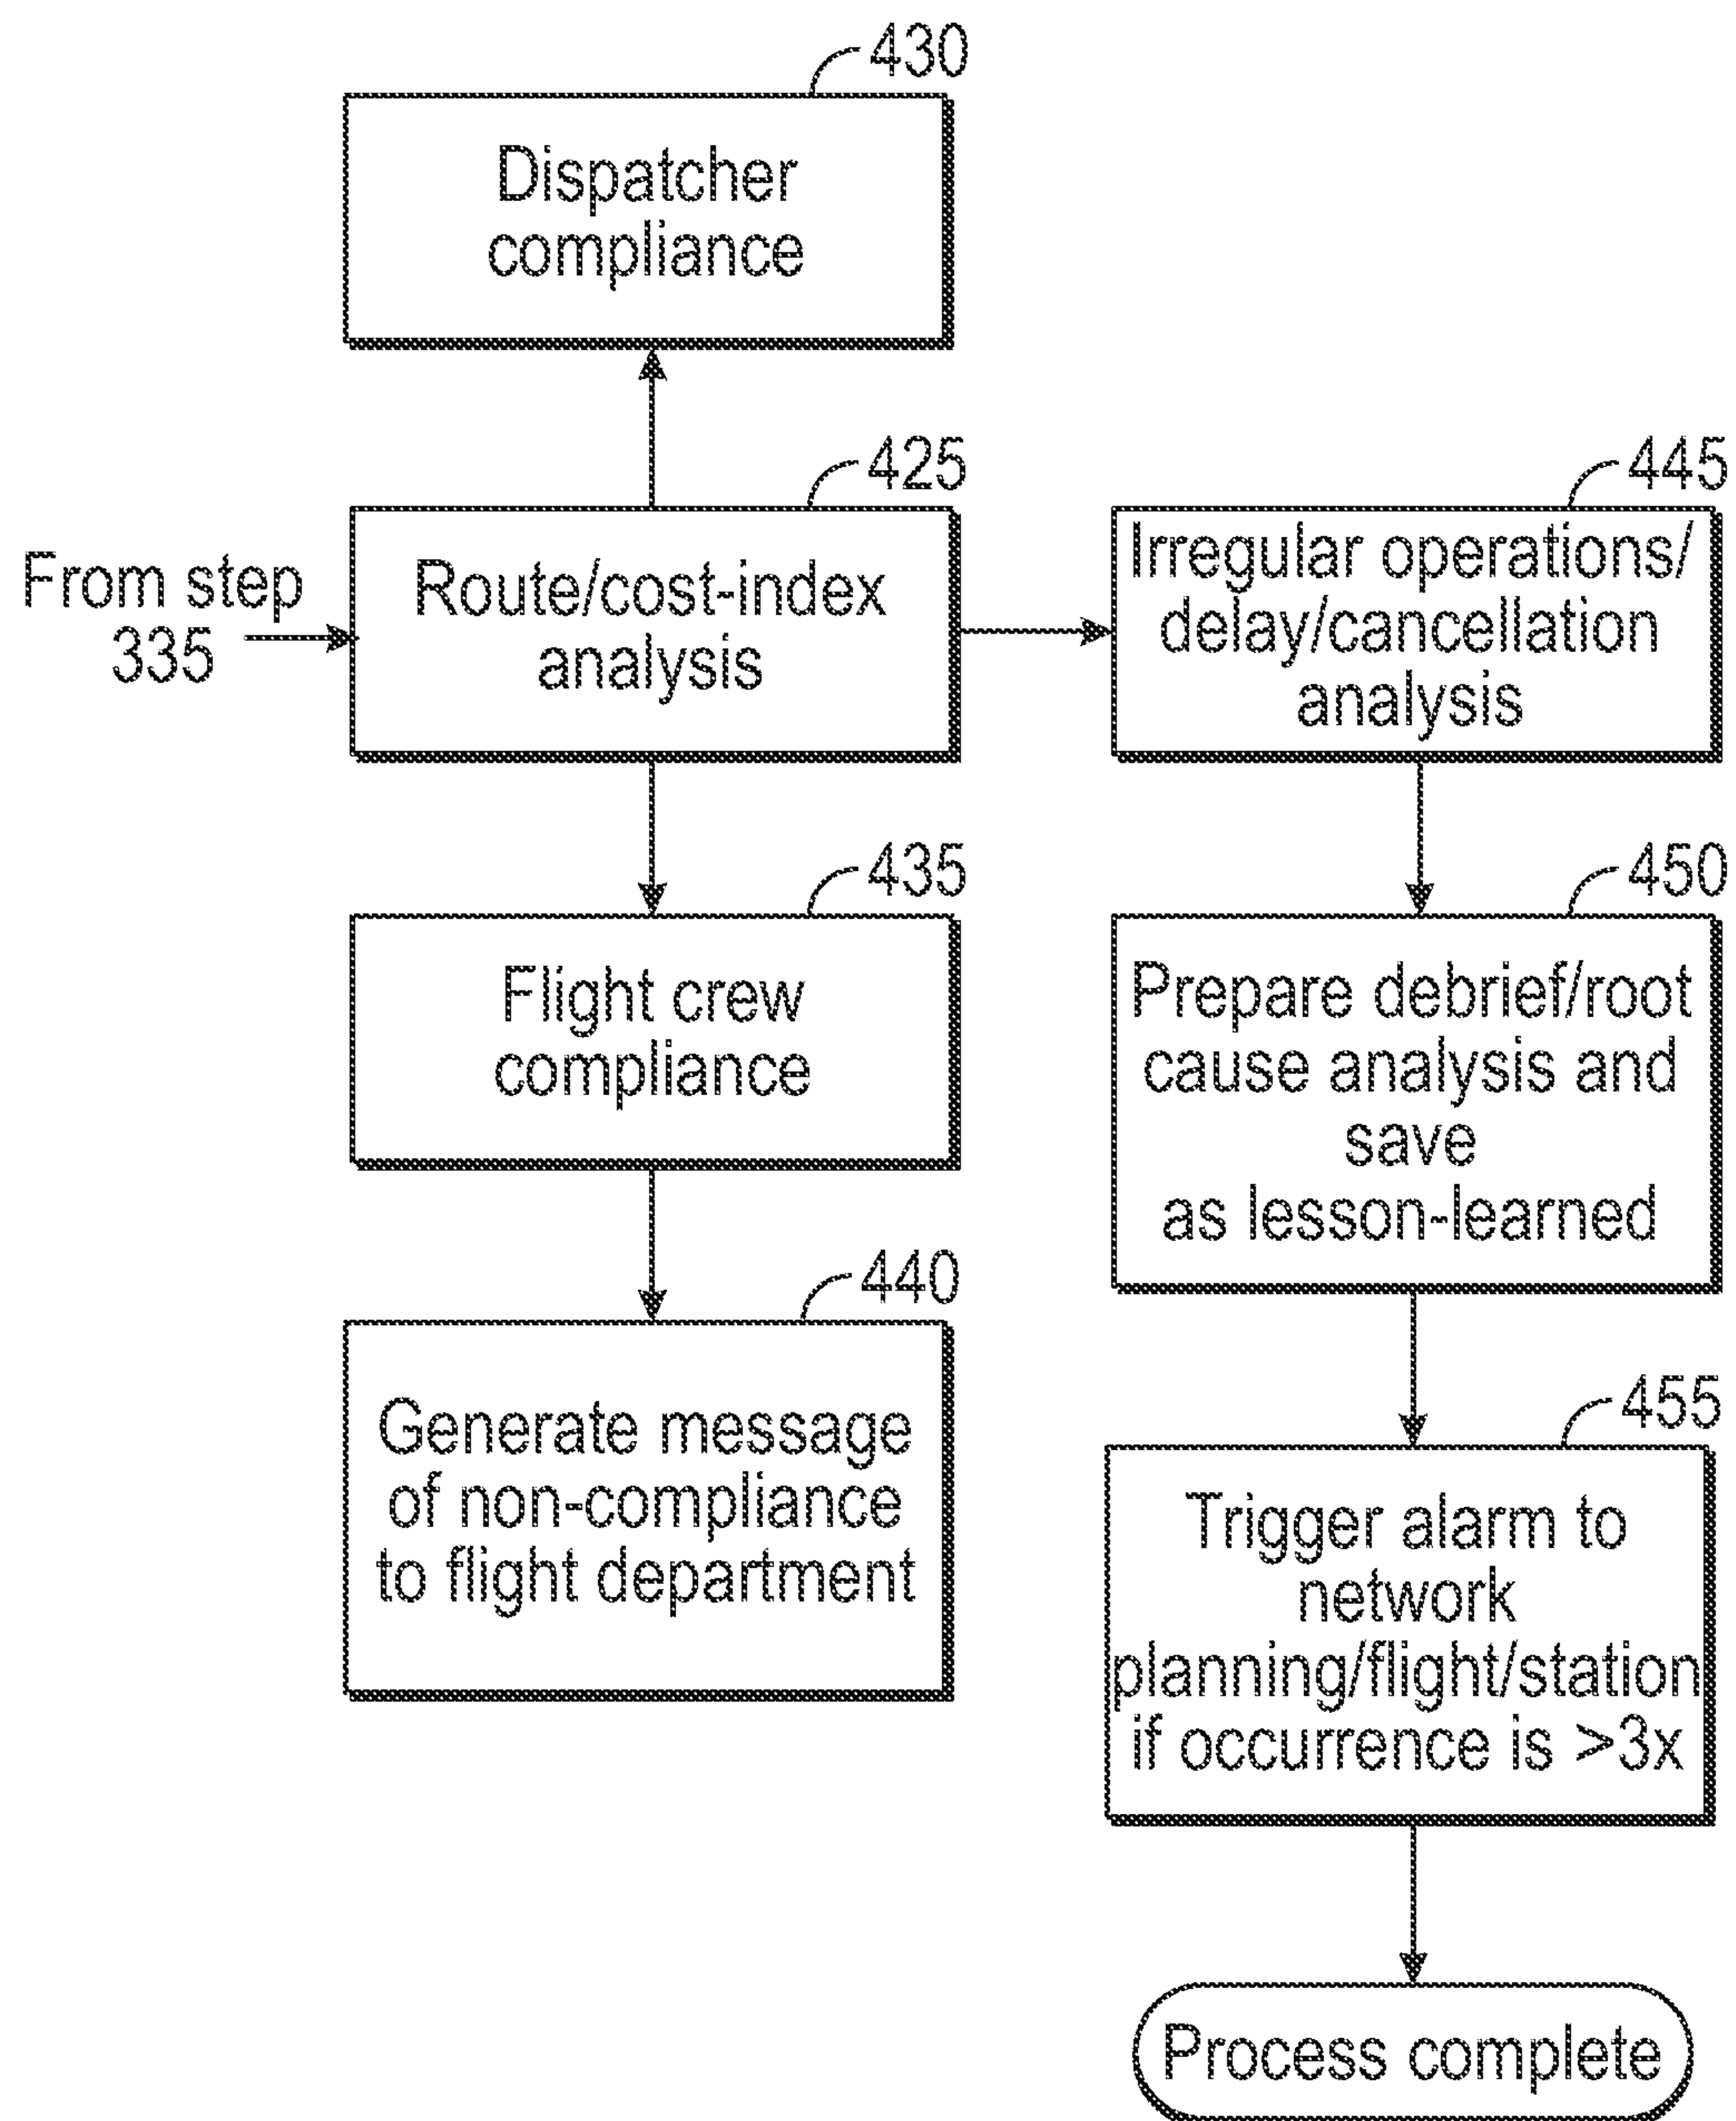 430
Dispatcher
compliance
425
From step
335
Route/cost-index
analysis
445
Irregular operations/
delay/cancellation
analysis
435
Flight crew
compliance
450
Prepare debrief/root
cause analysis and
save
as lesson-learned
440
Generate message
of non-compliance
to flight department
455
Trigger alarm to
network
planning/flight/station
if occurrence is >3x
Process complete